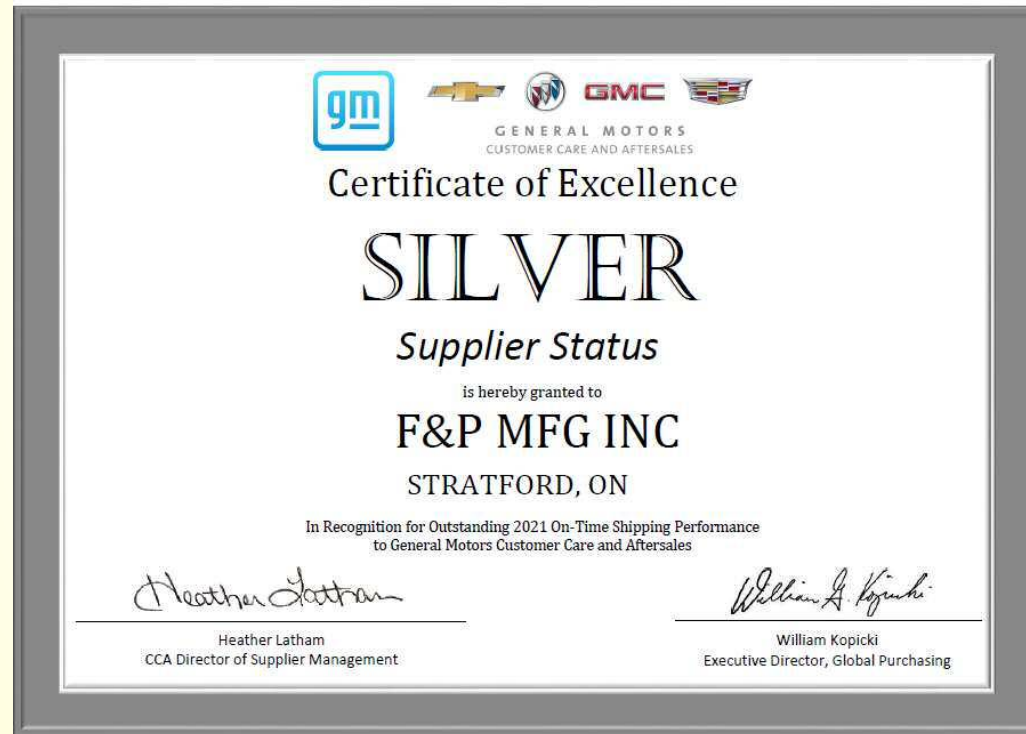 gm
GMC
GENERAL MOTORS
CUSTOMER CARE AND AFTERSALES
Certificate of Excellence
SILVER
Supplier Status
is hereby granted to
F&P MFG INC
STRATFORD, ON
In Recognition for Outstanding 2021 On-Time Shipping Performance
to General Motors Customer Care and Aftersales
Heather Latham
William G. Kopicki
Heather Latham
CCA Director of Supplier Management
William Kopicki
Executive Director, Global Purchasing